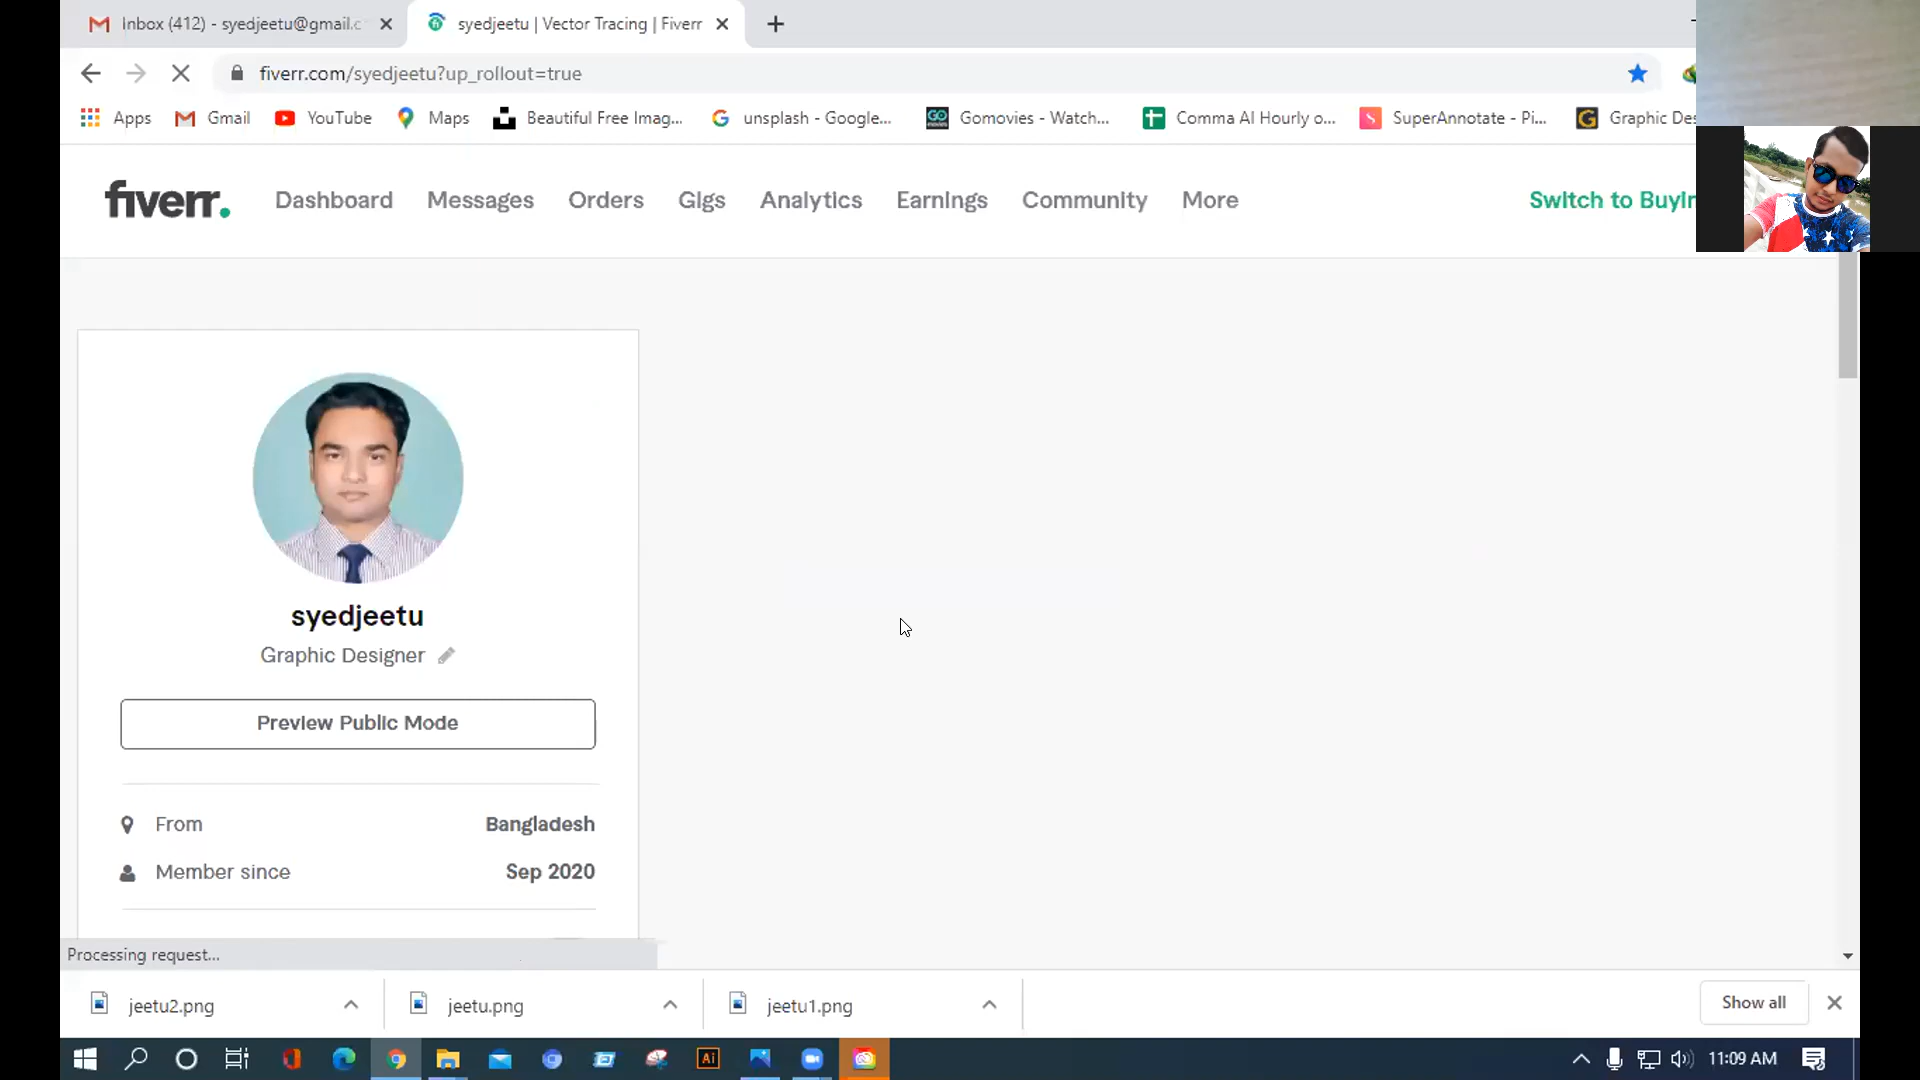 Inbox (412) - syedjeetu@gmail.c
syedjeetu | Vector Tracing | Fiverr
fiverr.com/syedjeetu?up_rollout=true
Apps
Gmail
YouTube
Maps
Beautiful Free Imag...
unsplash - Google...
Gomovies - Watch...
Comma AI Hourly o...
SuperAnnotate - Pi...
Graphic Des
fiverr.
Dashboard
Messages
Orders
Gigs
Analytics
Earnings
Community
More
Switch to Buyin
syedjeetu
Graphic Designer
Preview Public Mode
From
Bangladesh
Member since
Sep 2020
Processing request...
jeetu2.png
jeetu.png
jeetu1.png
Show all
Ai
11:09 AM